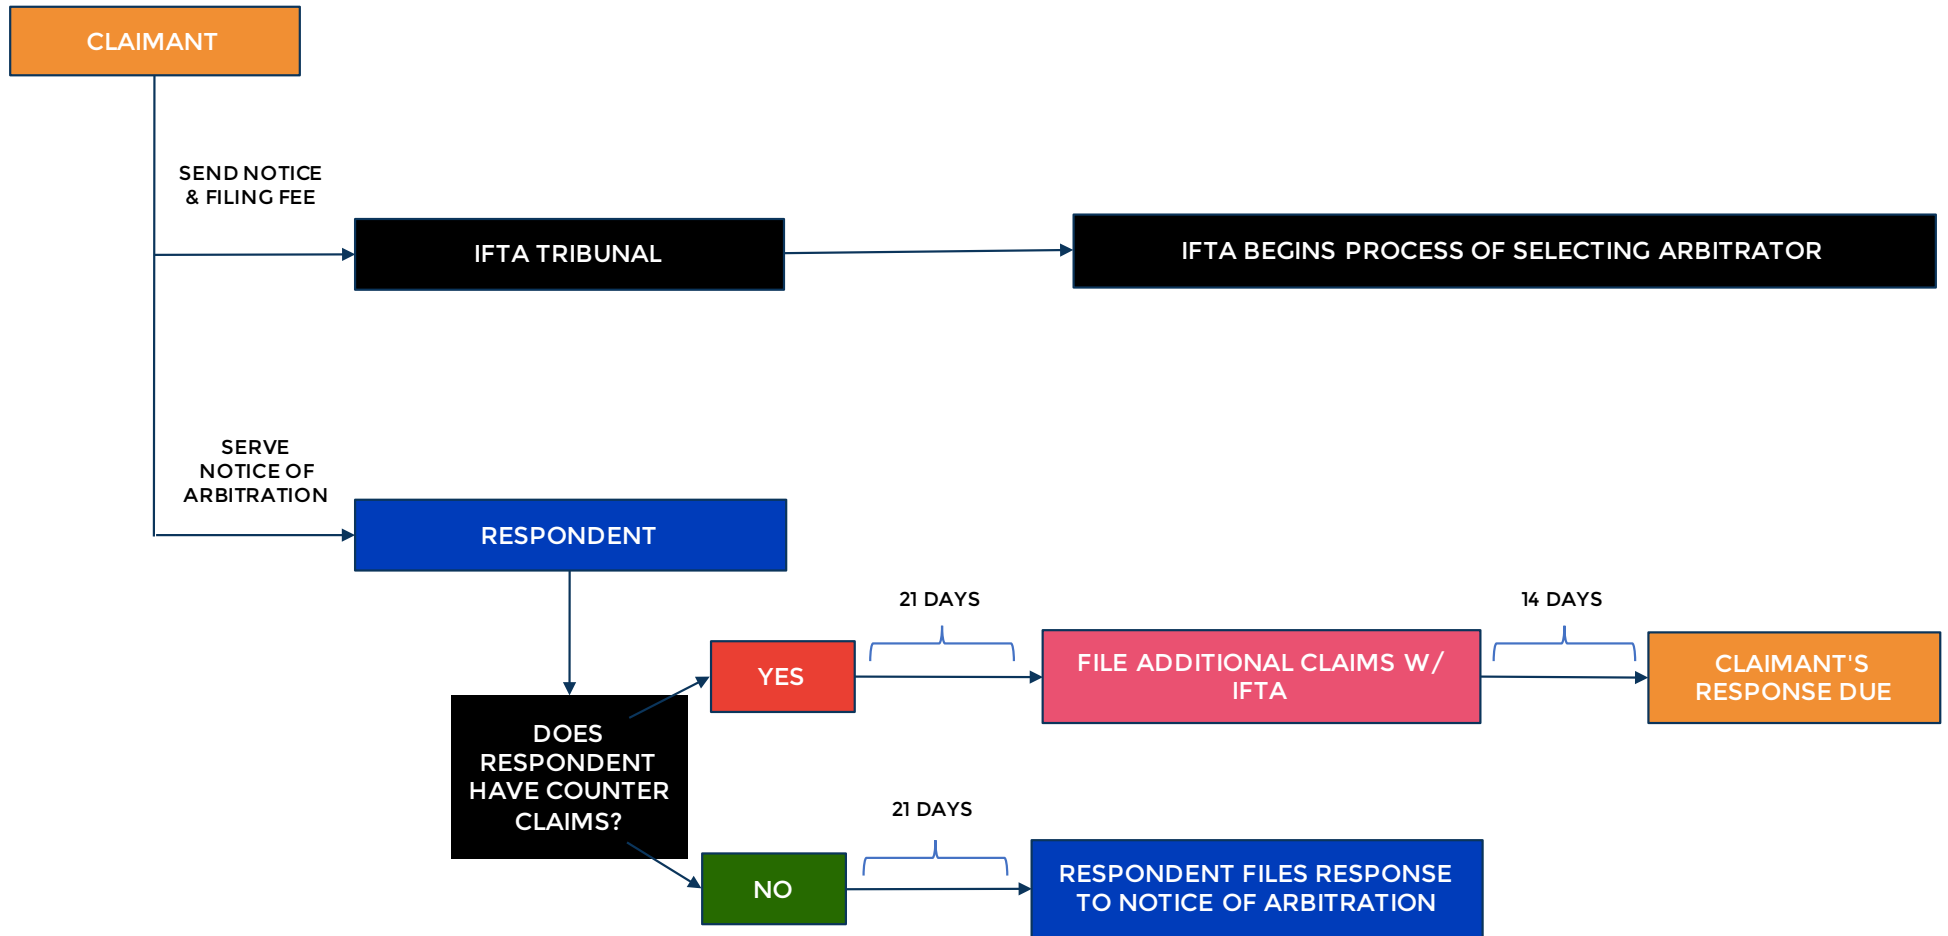 CLAIMANT
SEND NOTICE
& FILING FEE
IFTA TRIBUNAL
IFTA BEGINS PROCESS OF SELECTING ARBITRATOR
SERVE
NOTICE OF
ARBITRATION
RESPONDENT
DOES
RESPONDENT
HAVE COUNTER
CLAIMS?
YES
21 DAYS
FILE ADDITIONAL CLAIMS W/
IFTA
14 DAYS
CLAIMANT'S
RESPONSE DUE
NO
21 DAYS
RESPONDENT FILES RESPONSE
TO NOTICE OF ARBITRATION